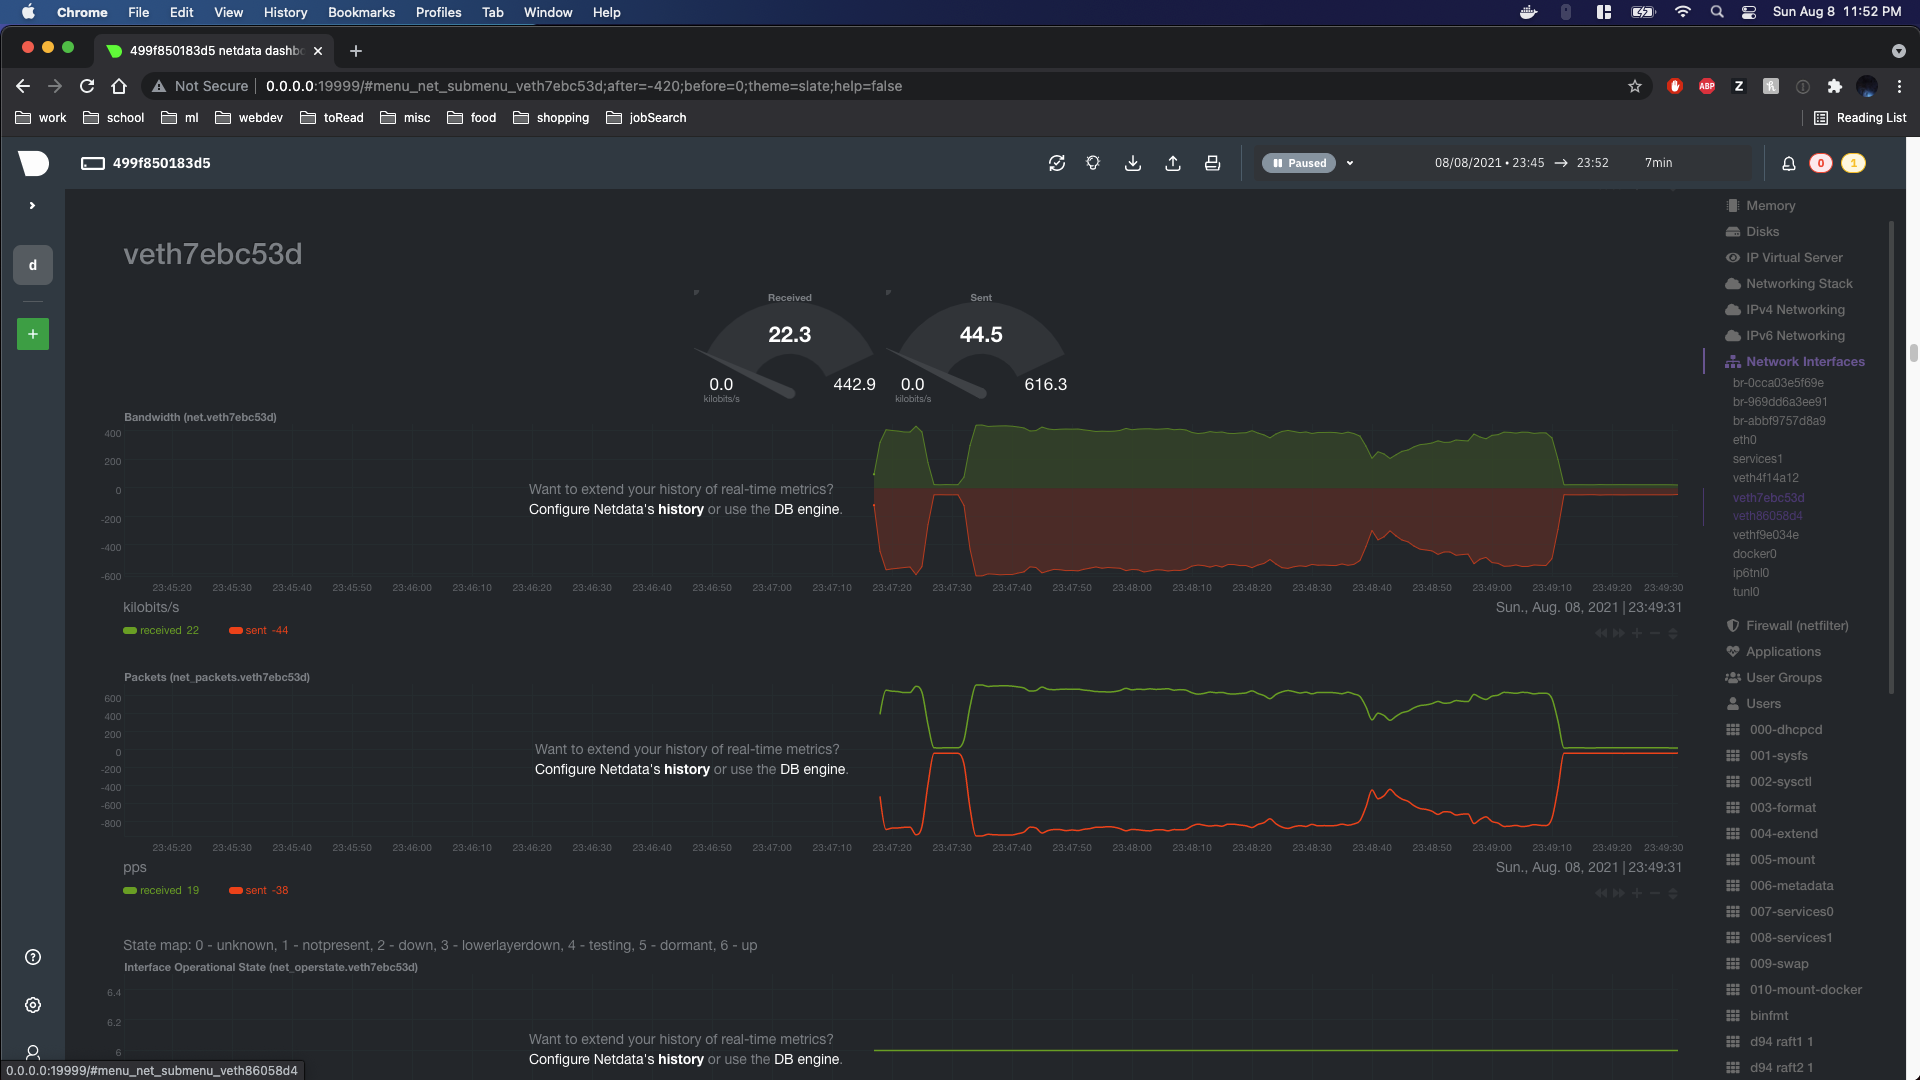 Chrome File Edit View History Bookmarks Profiles Tab Window Help
Sun Aug 8 11:52 PM
499f850183d5 netdata dashbo
Not Secure 0.0.0.0:19999/#menu_net_submenu_veth7ebc53d;after=-420;before=0;theme=slate;help=false
ABP
Z
work school ml webdev toRead misc food shopping jobSearch
Reading List
499f850183d5
Paused
08/08/2021 • 23:45 → 23:52 7min
0 1
d
+
veth7ebc53d
Received
22.3
0.0 442.9
kilobits/s
Sent
44.5
0.0 616.3
kilobits/s
Bandwidth (net.veth7ebc53d)
400
200
0
-200
-400
-600
Want to extend your history of real-time metrics?
Configure Netdata's history or use the DB engine.
23:45:20 23:45:30 23:45:40 23:45:50 23:46:00 23:46:10 23:46:20 23:46:30 23:46:40 23:46:50 23:47:00 23:47:10 23:47:20 23:47:30 23:47:40 23:47:50 23:48:00 23:48:10 23:48:20 23:48:30 23:48:40 23:48:50 23:49:00 23:49:10 23:49:20 23:49:30
kilobits/s
Sun., Aug. 08, 2021 | 23:49:31
received 22 sent -44
Packets (net_packets.veth7ebc53d)
600
400
200
0
-200
-400
-600
-800
Want to extend your history of real-time metrics?
Configure Netdata's history or use the DB engine.
23:45:20 23:45:30 23:45:40 23:45:50 23:46:00 23:46:10 23:46:20 23:46:30 23:46:40 23:46:50 23:47:00 23:47:10 23:47:20 23:47:30 23:47:40 23:47:50 23:48:00 23:48:10 23:48:20 23:48:30 23:48:40 23:48:50 23:49:00 23:49:10 23:49:20 23:49:30
pps
Sun., Aug. 08, 2021 | 23:49:31
received 19 sent -38
State map: 0 - unknown, 1 - notpresent, 2 - down, 3 - lowerlayerdown, 4 - testing, 5 - dormant, 6 - up
Interface Operational State (net_operstate.veth7ebc53d)
6.4
6.2
6
Want to extend your history of real-time metrics?
Configure Netdata's history or use the DB engine.
0.0.0.0:19999/#menu_net_submenu_veth86058d4
Memory
Disks
IP Virtual Server
Networking Stack
IPv4 Networking
IPv6 Networking
Network Interfaces
br-0cca03e5f69e
br-969dd6a3ee91
br-abbf9757d8a9
eth0
services1
veth4f14a12
veth7ebc53d
veth86058d4
vethf9e034e
docker0
ip6tnl0
tunl0
Firewall (netfilter)
Applications
User Groups
Users
000-dhcpcd
001-sysfs
002-sysctl
003-format
004-extend
005-mount
006-metadata
007-services0
008-services1
009-swap
010-mount-docker
binfmt
d94 raft1 1
d94 raft2 1